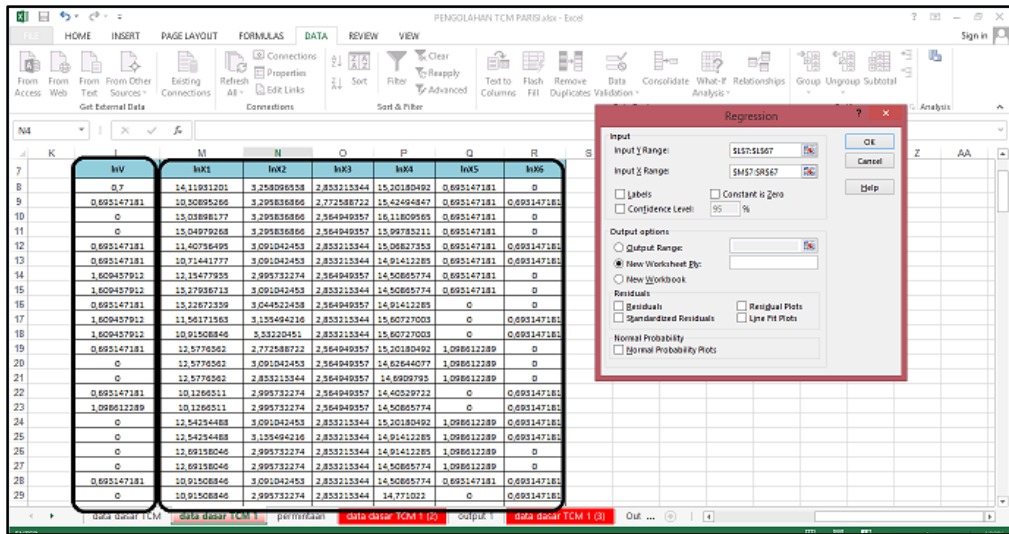 PENGOLAHAN TCM PARISI.xlsx - Excel
FILE HOME INSERT PAGE LAYOUT FORMULAS DATA REVIEW VIEW Sign in
From Access
From Web
From Text
From Other Sources
Existing Connections
Refresh All
Connections
Properties
Edit Links
Sort
Filter
Clear
Reapply
Advanced
Text to Columns
Flash Fill
Remove Duplicates
Data Validation
Consolidate
What-If Analysis
Relationships
Group
Ungroup
Subtotal
Get External Data Connections Sort & Filter Analysis
N4 fx
K M N O P Q R S Z AA
7 lnV lnX1 lnX2 lnX3 lnX4 lnX5 lnX6
8 0,7 14,11931201 3,258096538 2,833213344 15,20180492 0,693147181 0
9 0,693147181 10,30895266 3,295836866 2,772588722 15,42494847 0,693147181 0,693147181
10 0 15,03898177 3,295836866 2,564949357 16,11809565 0,693147181 0
11 0 15,04979268 3,295836866 2,564949357 13,99783211 0,693147181 0
12 0,693147181 11,40756495 3,091042453 2,833213344 15,06827353 0,693147181 0,693147181
13 0,693147181 10,71441777 3,091042453 2,833213344 14,91412285 0,693147181 0,693147181
14 1,609437912 12,15477935 2,995732274 2,564949357 14,50865774 0,693147181 0
15 1,609437912 15,27936713 3,091042453 2,833213344 14,50865774 0,693147181 0
16 0,693147181 15,22672339 3,044522438 2,564949357 14,91412285 0 0
17 1,609437912 11,56171563 3,135494216 2,833213344 15,60727003 0 0,693147181
18 1,609437912 10,91508846 3,33220451 2,833213344 15,60727003 0 0,693147181
19 0,693147181 12,5776362 2,772588722 2,564949357 15,20180492 1,098612289 0
20 0 12,5776362 3,091042453 2,564949357 14,62644077 1,098612289 0
21 0 12,5776362 2,833213344 2,564949357 14,6909793 1,098612289 0
22 0,693147181 10,1266311 2,995732274 2,564949357 14,40329722 0 0,693147181
23 1,098612289 10,1266311 2,995732274 2,564949357 14,50865774 0 0,693147181
24 0 12,54254488 3,091042453 2,833213344 15,20180492 1,098612289 0
25 0 12,54254488 3,135494216 2,833213344 14,91412285 1,098612289 0
26 0 12,69158046 2,995732274 2,833213344 14,91412285 1,098612289 0
27 0 12,69158046 2,995732274 2,833213344 14,50865774 1,098612289 0
28 0,693147181 10,91508846 3,091042453 2,833213344 14,50865774 0,693147181 0,693147181
29 0 10,91508846 2,995732274 2,833213344 14,771022 0 0,693147181
data dasar TCM data dasar TCM 1 permintaan data dasar TCM 1 (2) output 1 data dasar TCM 1 (3) Out ...
Regression ? ×
Input
Input Y Range: $L$7:$L$67
Input X Range: $M$7:$R$67
Labels Constant is Zero
Confidence Level: 95 %
OK
Cancel
Help
Output options
Output Range:
New Worksheet Ply:
New Workbook
Residuals
Residuals Residual Plots
Standardized Residuals Line Fit Plots
Normal Probability
Normal Probability Plots